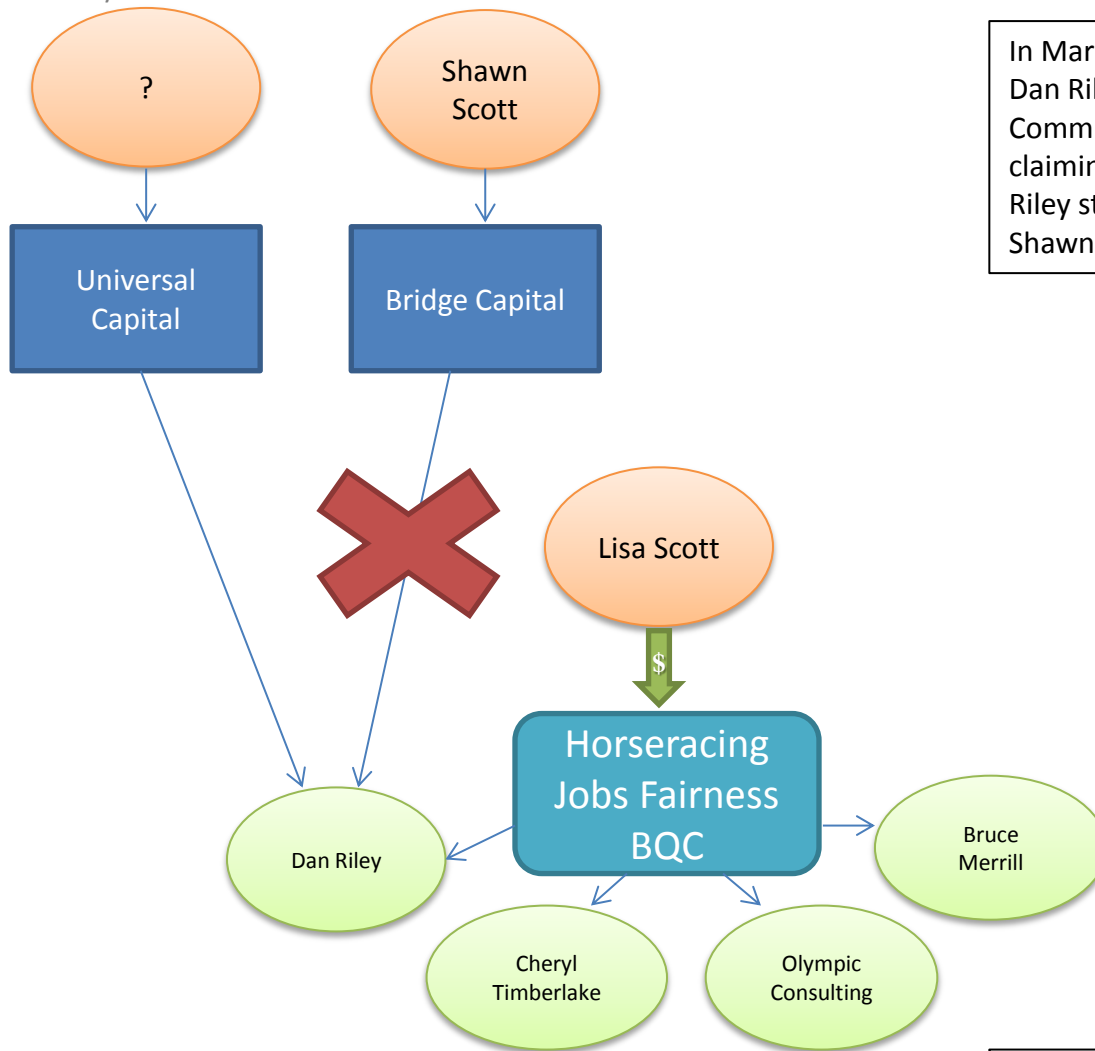 ?
Shawn
Scott
In Mar
Dan Ril
Comm
claimin
Riley st
Shawn
Universal
Capital
Bridge Capital
Lisa Scott
$
Horseracing
Jobs Fairness
BQC
Dan Riley
Bruce
Merrill
Cheryl
Timberlake
Olympic
Consulting